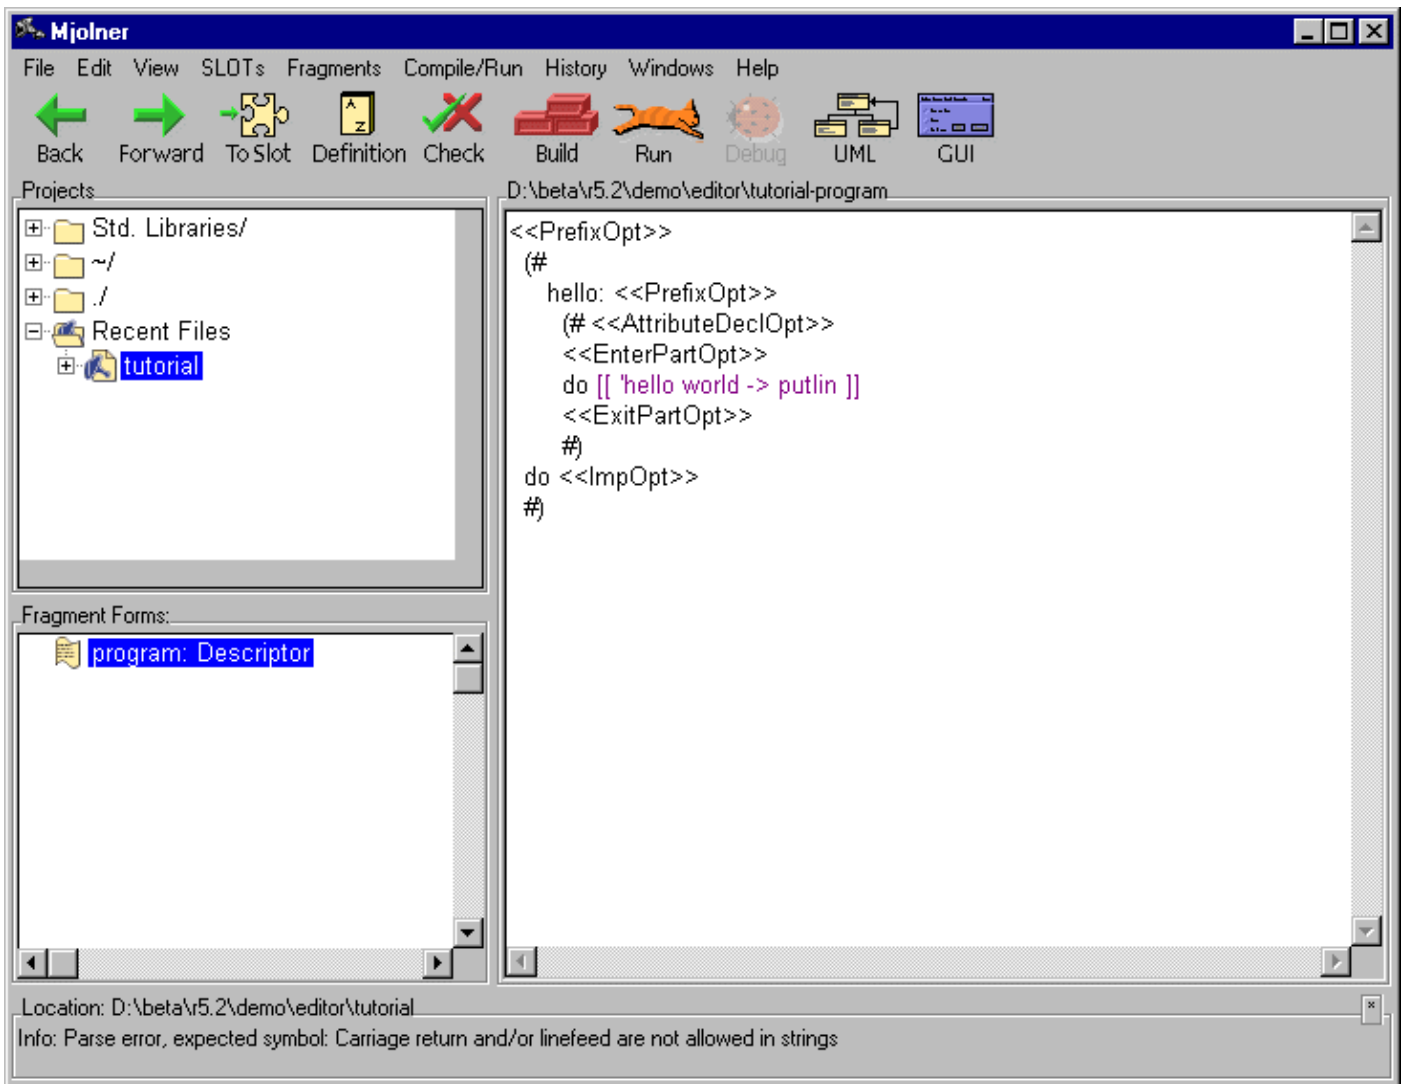 Mjolner
File Edit View SLOTs Fragments Compile/Run History Windows Help
Back Forward To Slot Definition Check Build Run Debug UML GUI
Projects
Std. Libraries/
~/
./
Recent Files
tutorial
D:\beta\r5.2\demo\editor\tutorial-program
<<PrefixOpt>>
(#
hello: <<PrefixOpt>>
(# <<AttributeDeclOpt>>
<<EnterPartOpt>>
do [[ 'hello world -> putlin ]]
<<ExitPartOpt>>
#)
do <<ImpOpt>>
#)
Fragment Forms:
program: Descriptor
Location: D:\beta\r5.2\demo\editor\tutorial
Info: Parse error, expected symbol: Carriage return and/or linefeed are not allowed in strings